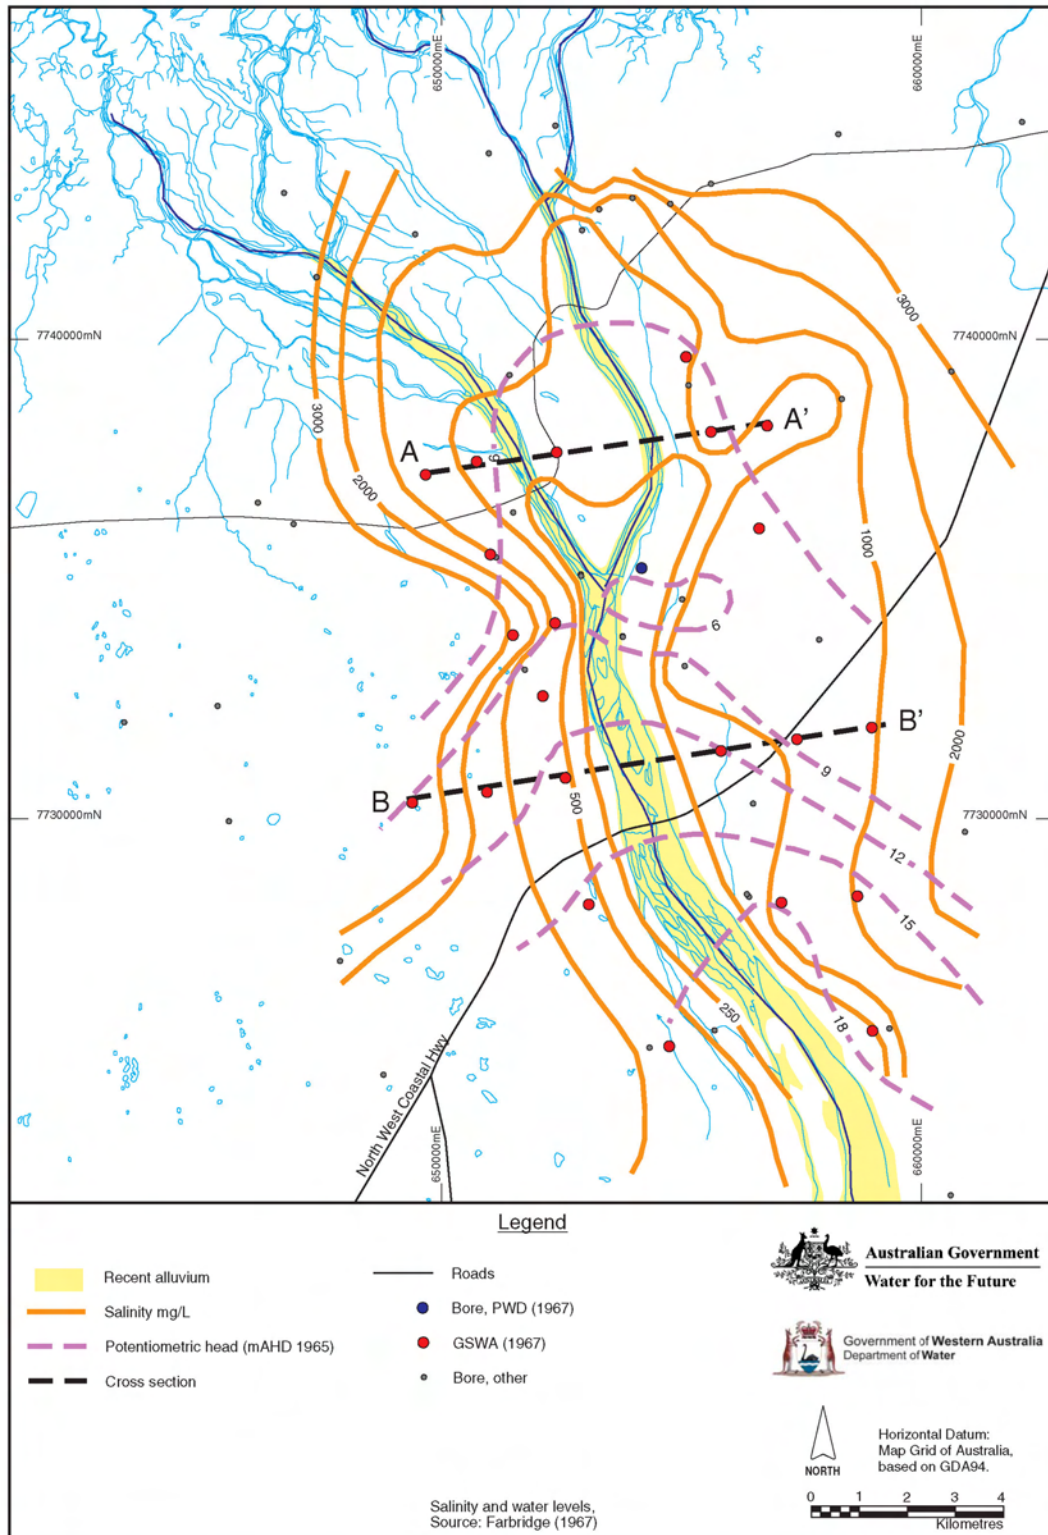 650000mE
660000mE
7740000mN
7740000mN
3000
3000
2000
A
A'
6
1000
6
B
B'
500
9
2000
12
15
7730000mN
7730000mN
250
18
North West Coastal Hwy
650000mE
660000mE
Legend
Recent alluvium
Salinity mg/L
Potentiometric head (mAHD 1965)
Cross section
Roads
Bore, PWD (1967)
GSWA (1967)
Bore, other
Salinity and water levels,
Source: Farbridge (1967)
Australian Government
Water for the Future
Government of Western Australia
Department of Water
NORTH
Horizontal Datum:
Map Grid of Australia,
based on GDA94.
0 1 2 3 4
Kilometres